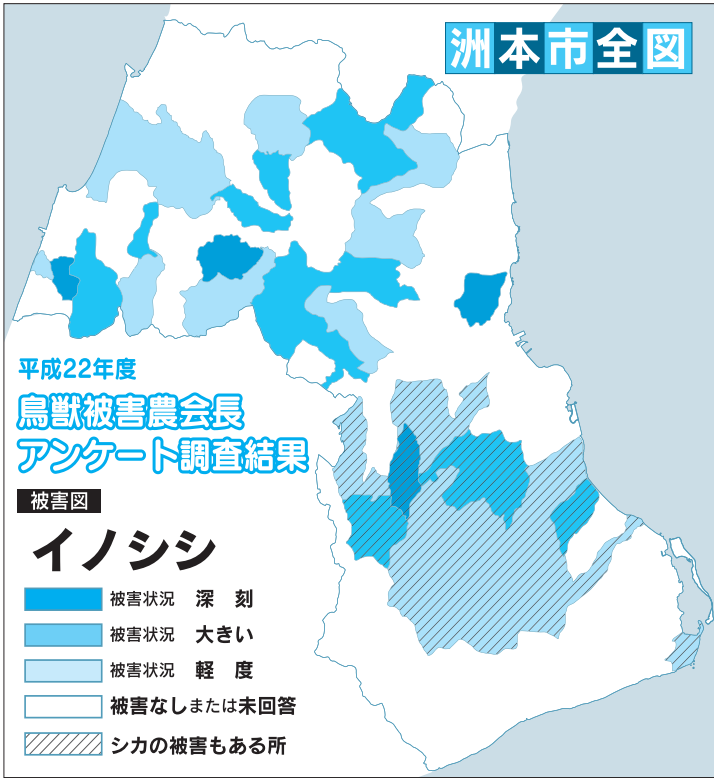 洲本市全図
平成22年度
鳥獣被害農会長
アンケート調査結果
被害図
イノシシ
被害状況 深 刻
被害状況 大きい
被害状況 軽 度
被害なしまたは未回答
シカの被害もある所